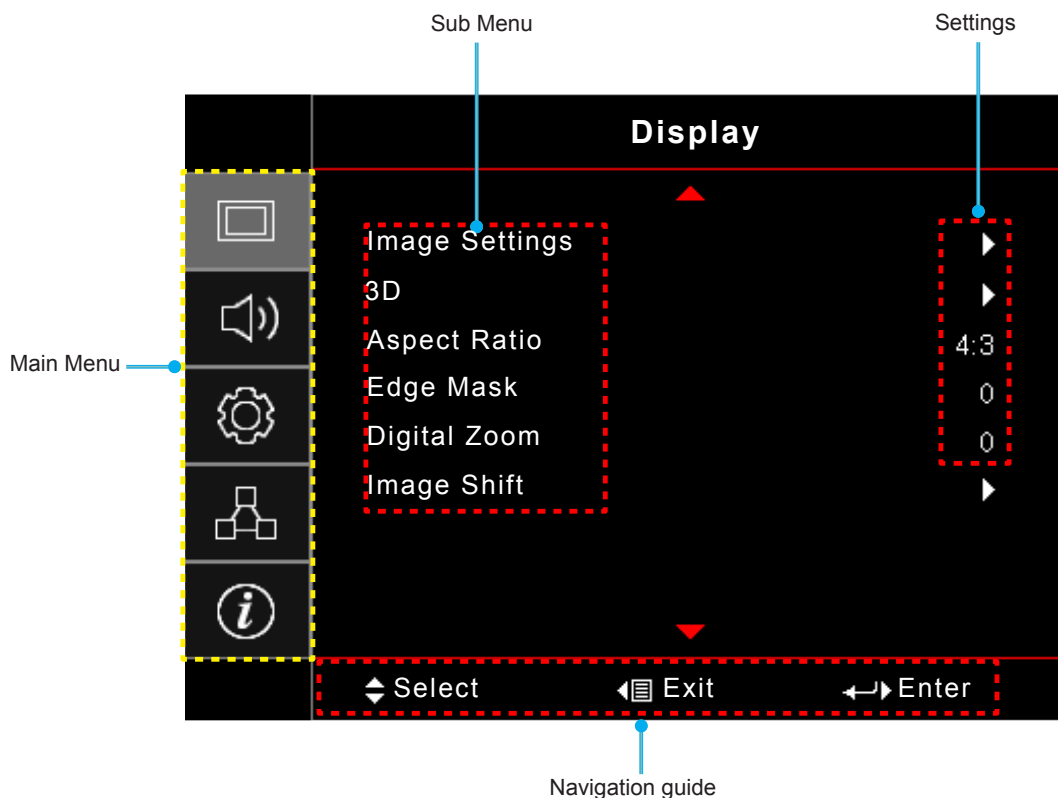 Sub Menu
Settings
Display
Image Settings
3D
Aspect Ratio 4:3
Edge Mask 0
Digital Zoom 0
Image Shift
Main Menu
i
Select Exit Enter
Navigation guide